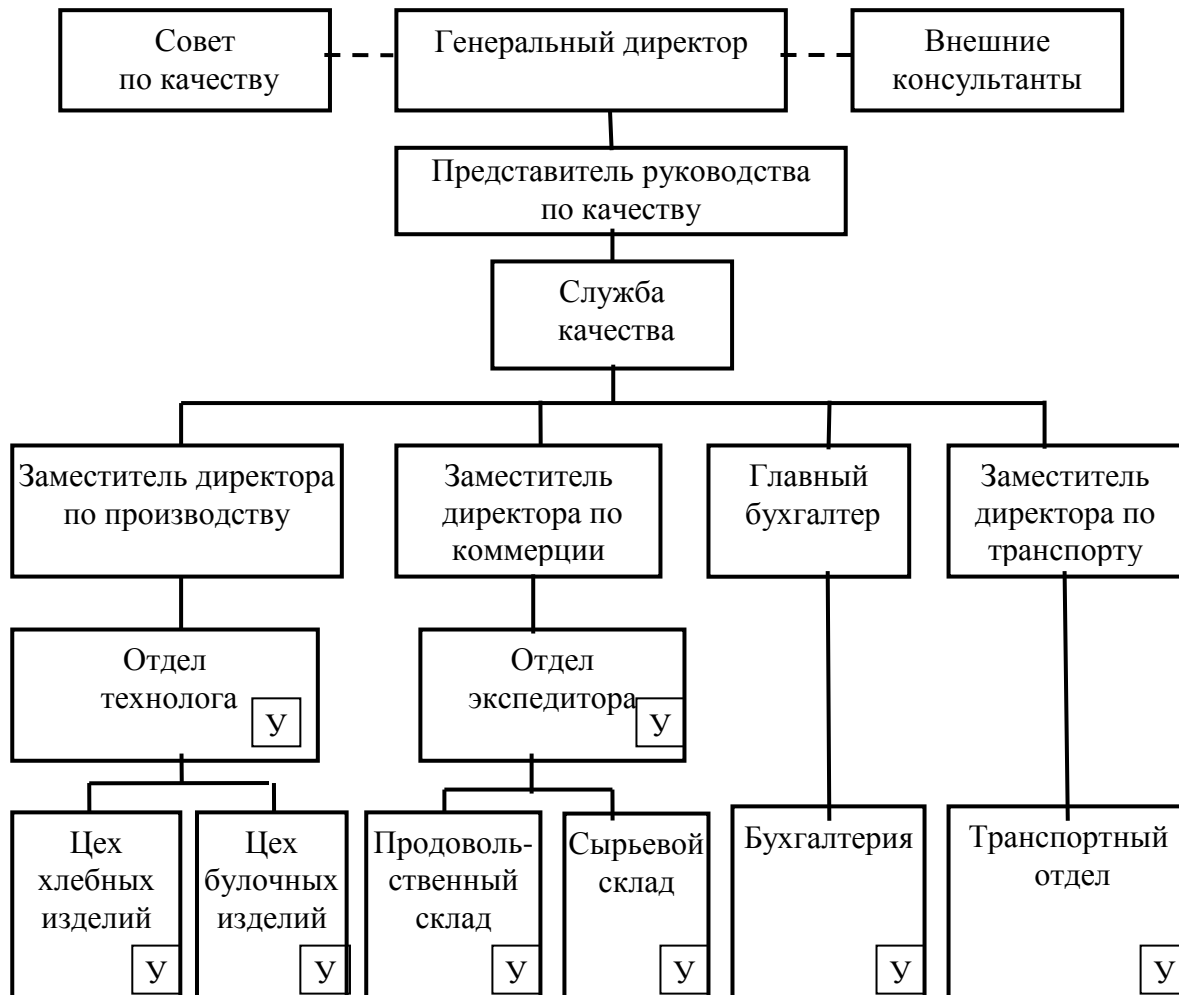 Совет
по качеству
Генеральный директор
Внешние
консультанты
Представитель руководства
по качеству
Служба
качества
Заместитель директора
по производству
Заместитель
директора по
коммерции
Главный
бухгалтер
Заместитель
директора по
транспорту
Отдел
технолога
У
Отдел
экспедитора
У
Цех
хлебных
изделий
У
Цех
булочных
изделий
У
Продоволь-
ственный
склад
У
Сырьевой
склад
У
Бухгалтерия
У
Транспортный
отдел
У